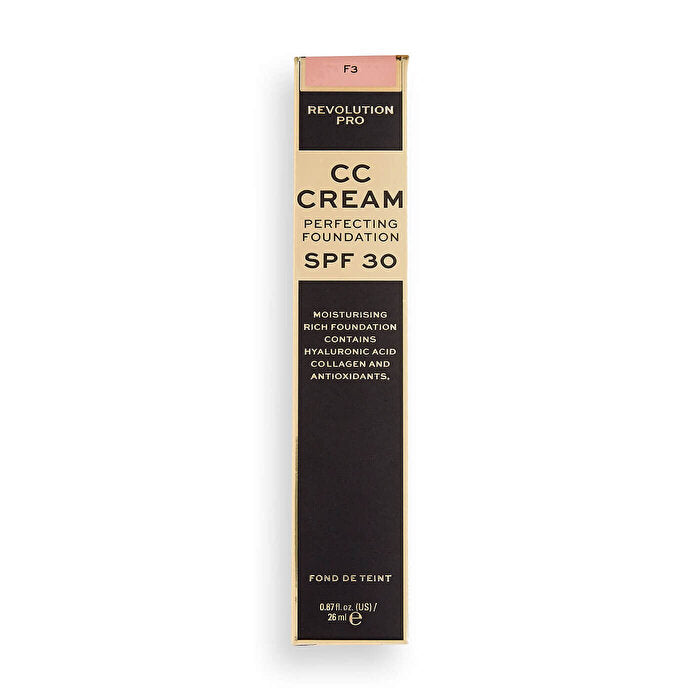 F3
REVOLUTION
PRO
CC
CREAM
PERFECTING
FOUNDATION
SPF 30
MOISTURISING
RICH FOUNDATION
CONTAINS
HYALURONIC ACID
COLLAGEN AND
ANTIOXIDANTS,
FOND DE TEINT
0.87 fl. oz. (US) /
26 ml ℮